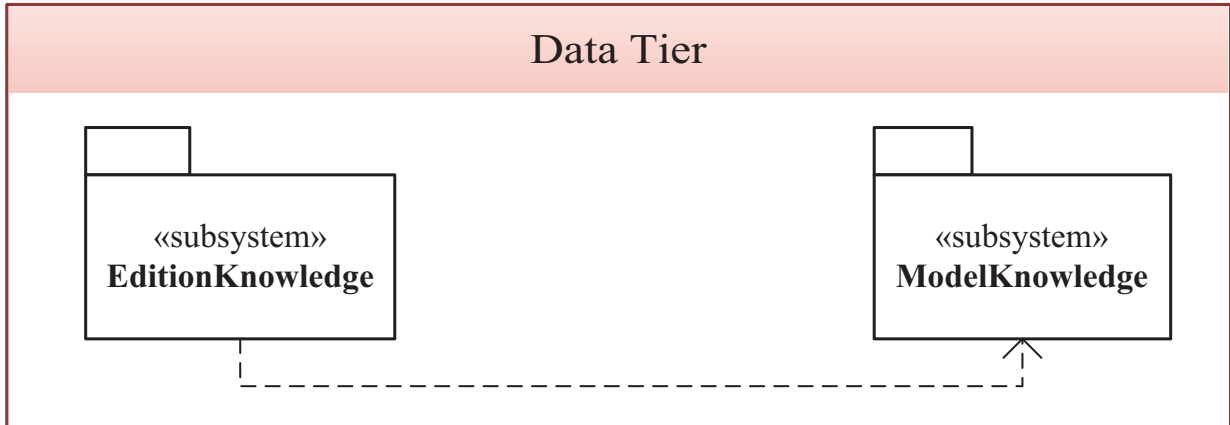 Data Tier
«subsystem»
EditionKnowledge
«subsystem»
ModelKnowledge